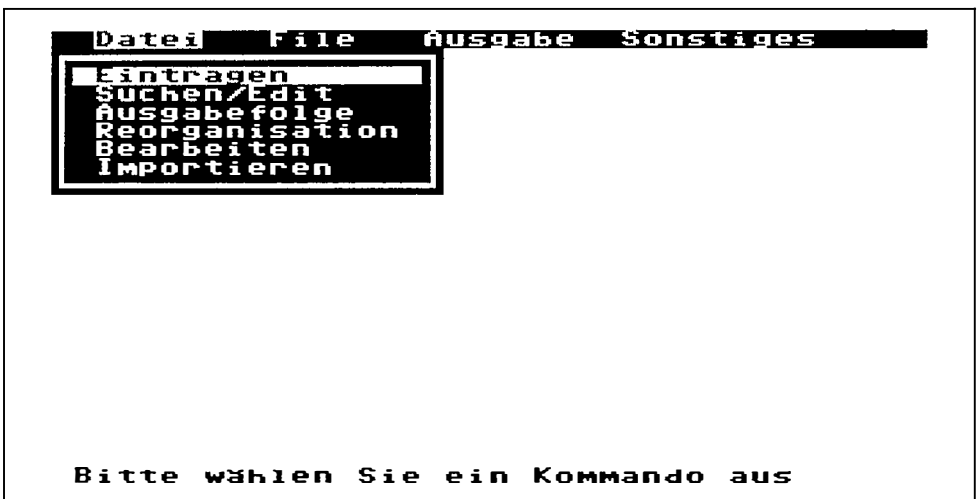 Datei File Ausgabe Sonstiges
Eintragen
Suchen/Edit
Ausgabefolge
Reorganisation
Bearbeiten
Importieren
Bitte wählen Sie ein Kommando aus